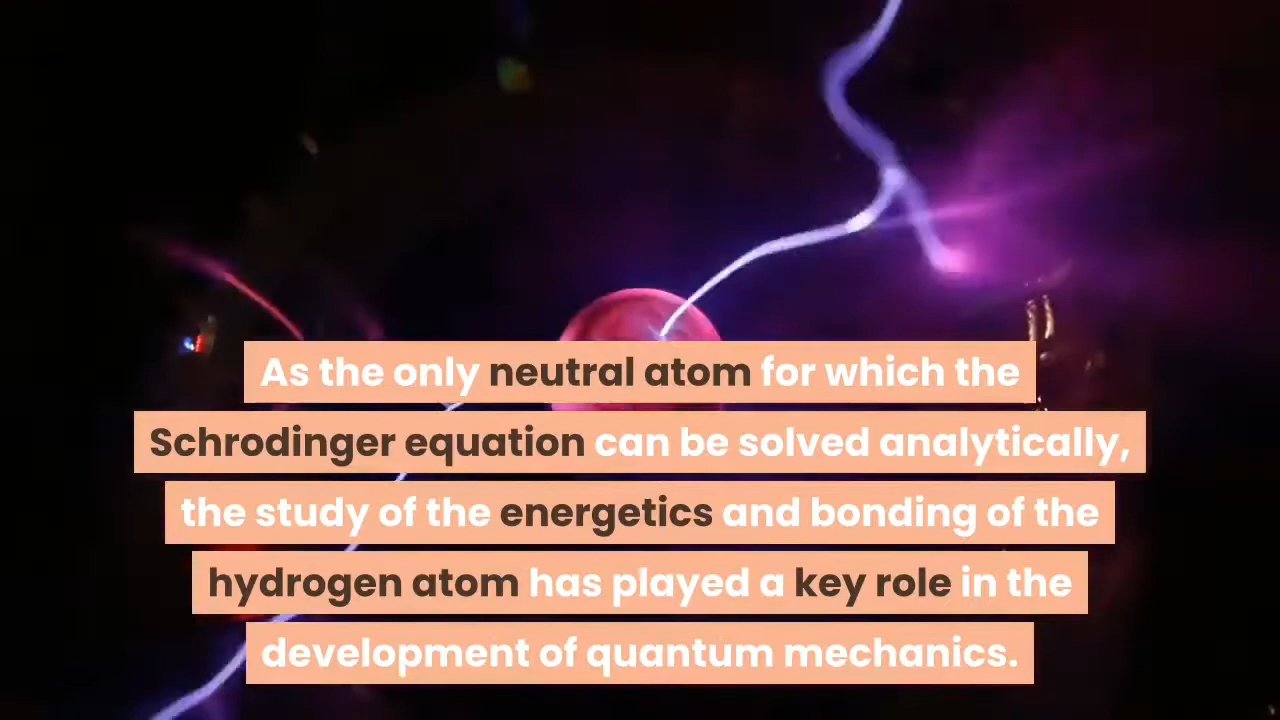 As the only neutral atom for which the
Schrodinger equation can be solved analytically,
the study of the energetics and bonding of the
hydrogen atom has played a key role in the
development of quantum mechanics.